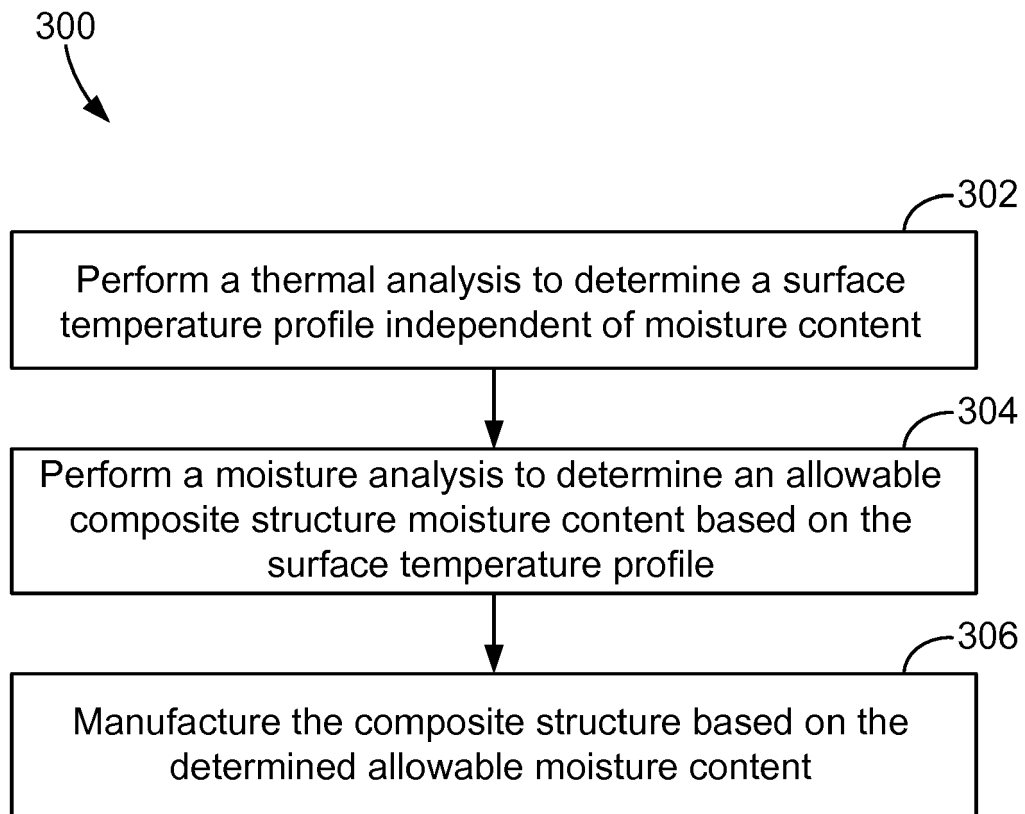 300
302
Perform a thermal analysis to determine a surface
temperature profile independent of moisture content
304
Perform a moisture analysis to determine an allowable
composite structure moisture content based on the
surface temperature profile
306
Manufacture the composite structure based on the
determined allowable moisture content